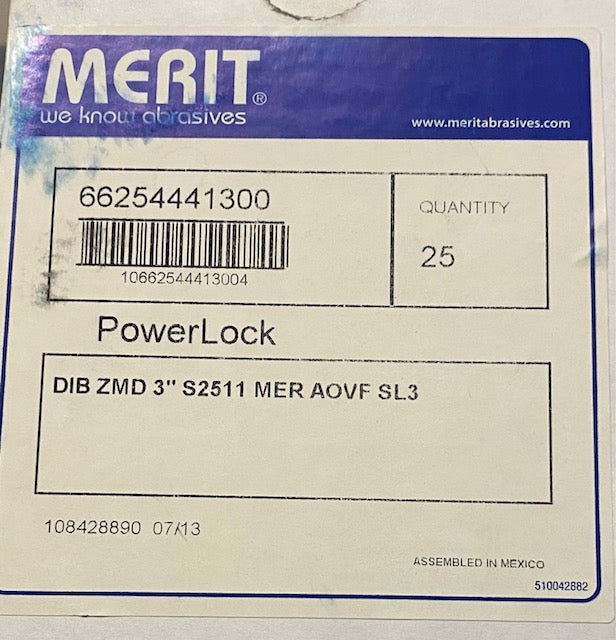 MERIT®
we know abrasives
www.meritabrasives.com
66254441300
10662544413004
QUANTITY
25
PowerLock
DIB ZMD 3" S2511 MER AOVF SL3
108428890 07/13
ASSEMBLED IN MEXICO
510042882